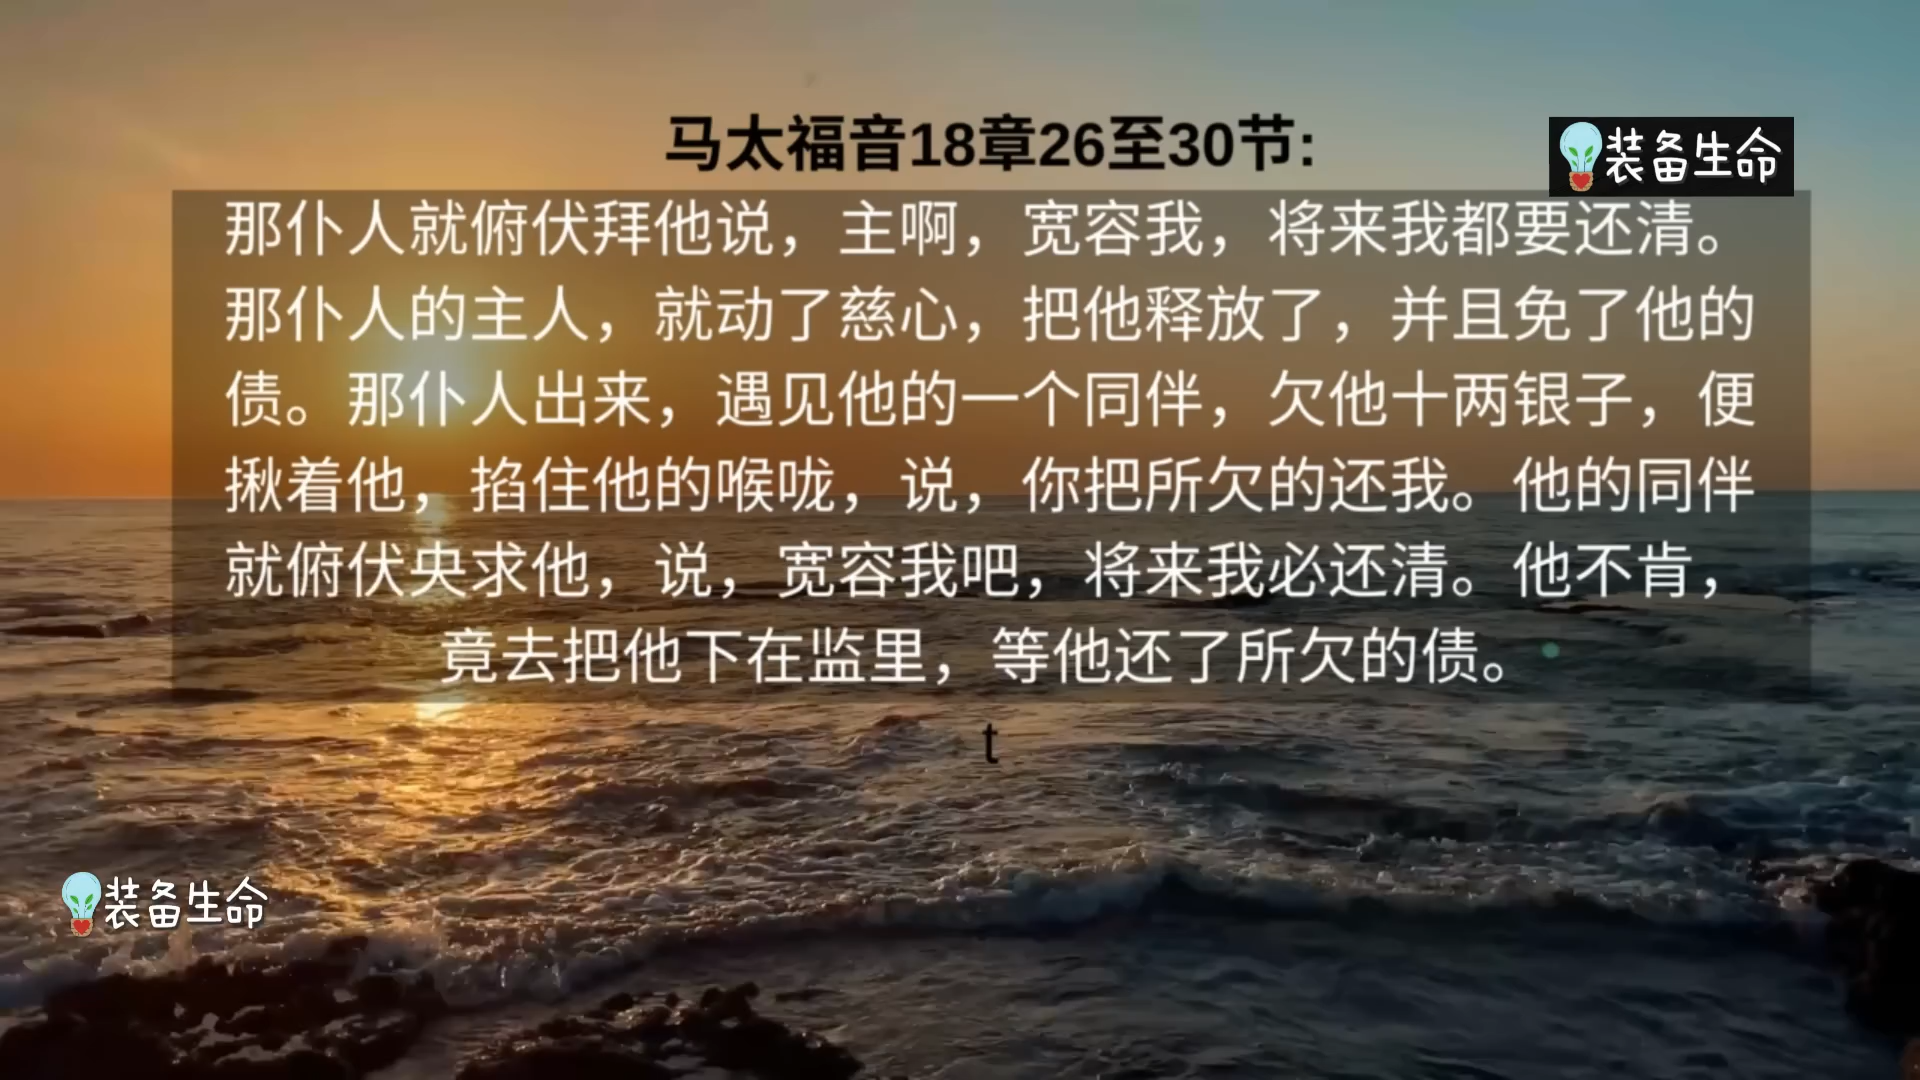 马太福音18章26至30节:
装备生命
那仆人就俯伏拜他说，主啊，宽容我，将来我都要还清。
那仆人的主人，就动了慈心，把他释放了，并且免了他的
债。那仆人出来，遇见他的一个同伴，欠他十两银子，便
揪着他，掐住他的喉咙，说，你把所欠的还我。他的同伴
就俯伏央求他，说，宽容我吧，将来我必还清。他不肯，
竟去把他下在监里，等他还了所欠的债。
t
装备生命